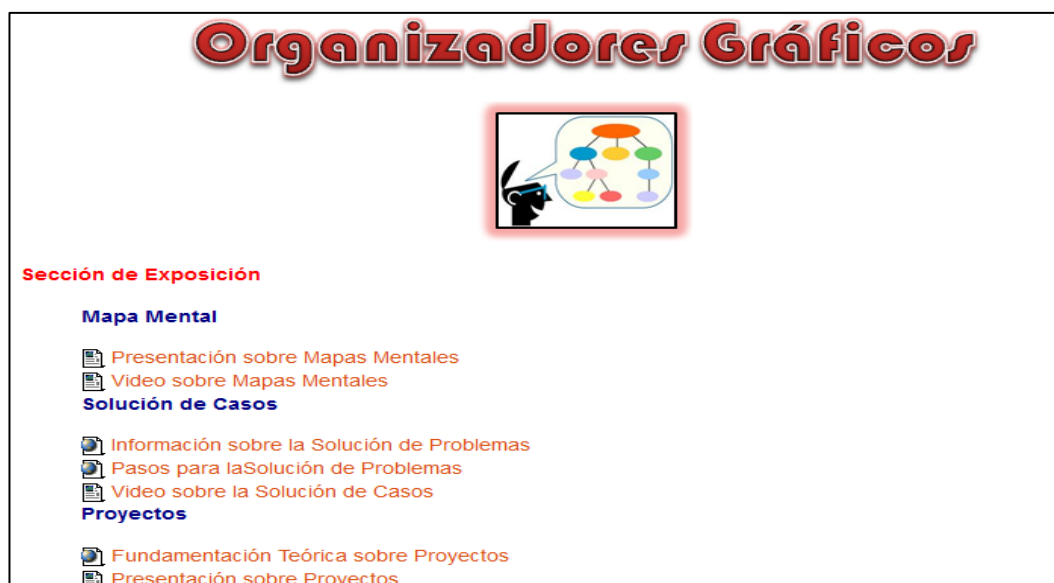 Organizadores Gráficos
Sección de Exposición
Mapa Mental
Presentación sobre Mapas Mentales
Video sobre Mapas Mentales
Solución de Casos
Información sobre la Solución de Problemas
Pasos para laSolución de Problemas
Video sobre la Solución de Casos
Proyectos
Fundamentación Teórica sobre Proyectos
Presentación sobre Proyectos